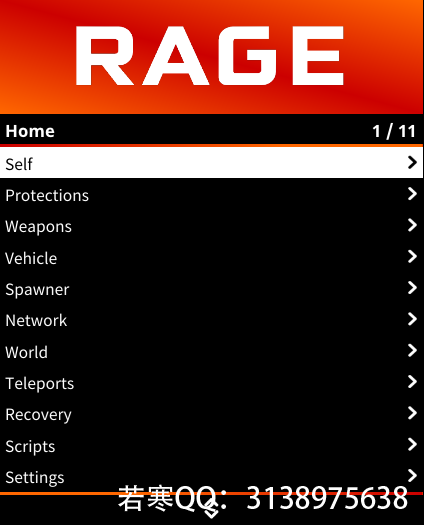 RAGE
Home 1 / 11
Self
Protections
Weapons
Vehicle
Spawner
Network
World
Teleports
Recovery
Scripts
Settings
若寒QQ：3138975638